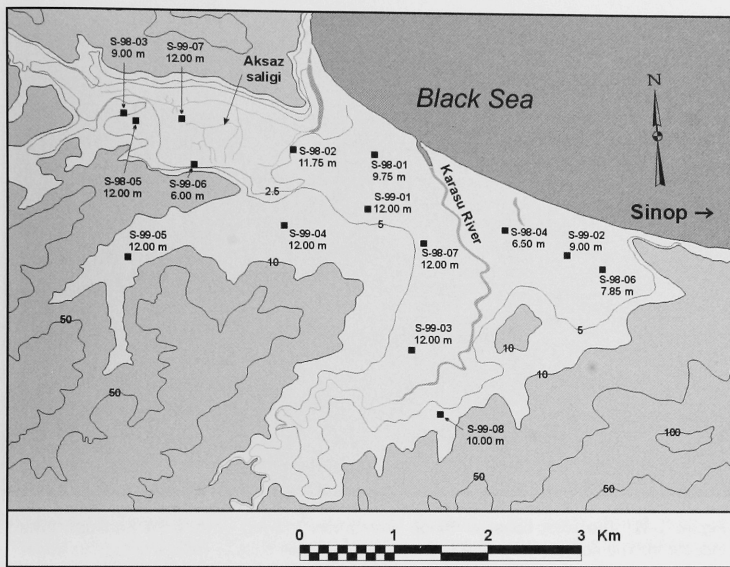 S-98-03
9.00 m
S-99-07
12.00 m
Aksaz
saligi
Black Sea
N
S-98-02
11.75 m
S-98-01
9.75 m
S-98-05
12.00 m
S-99-06
6.00 m
2.5
Karasu River
Sinop →
S-99-01
12.00 m
5
S-99-05
12.00 m
S-99-04
12.00 m
10
S-98-07
12.00 m
S-98-04
6.50 m
S-99-02
9.00 m
S-98-06
7.85 m
50
S-99-03
12.00 m
5
10
10
50
50
S-99-08
10.00 m
100
50
50
0
1
2
3
Km